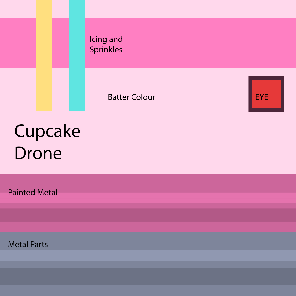 Icing and
Sprinkles
Batter Colour
EYE
Cupcake
Drone
Painted Metal
Metal Parts